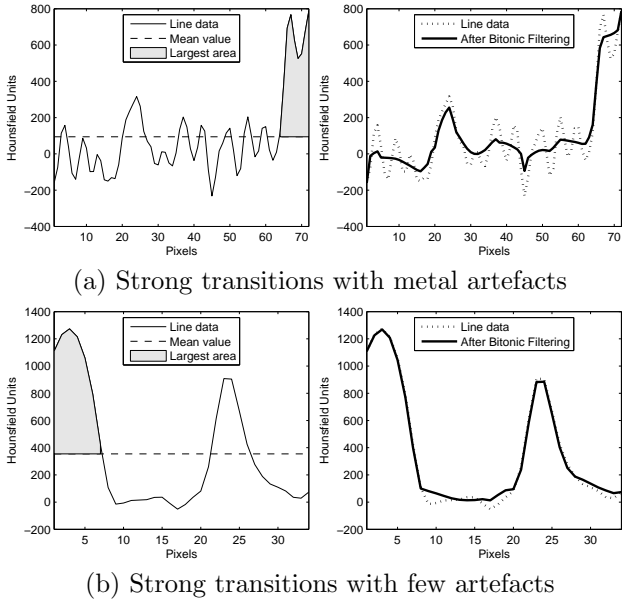 800
600
400
200
0
−200
−400
Hounsfield Units
10 20 30 40 50 60 70
Pixels
Line data
Mean value
Largest area
800
600
400
200
0
−200
−400
Hounsfield Units
10 20 30 40 50 60 70
Pixels
Line data
After Bitonic Filtering
(a) Strong transitions with metal artefacts
1400
1200
1000
800
600
400
200
0
−200
Hounsfield Units
5 10 15 20 25 30
Pixels
Line data
Mean value
Largest area
1400
1200
1000
800
600
400
200
0
−200
Hounsfield Units
5 10 15 20 25 30
Pixels
Line data
After Bitonic Filtering
(b) Strong transitions with few artefacts